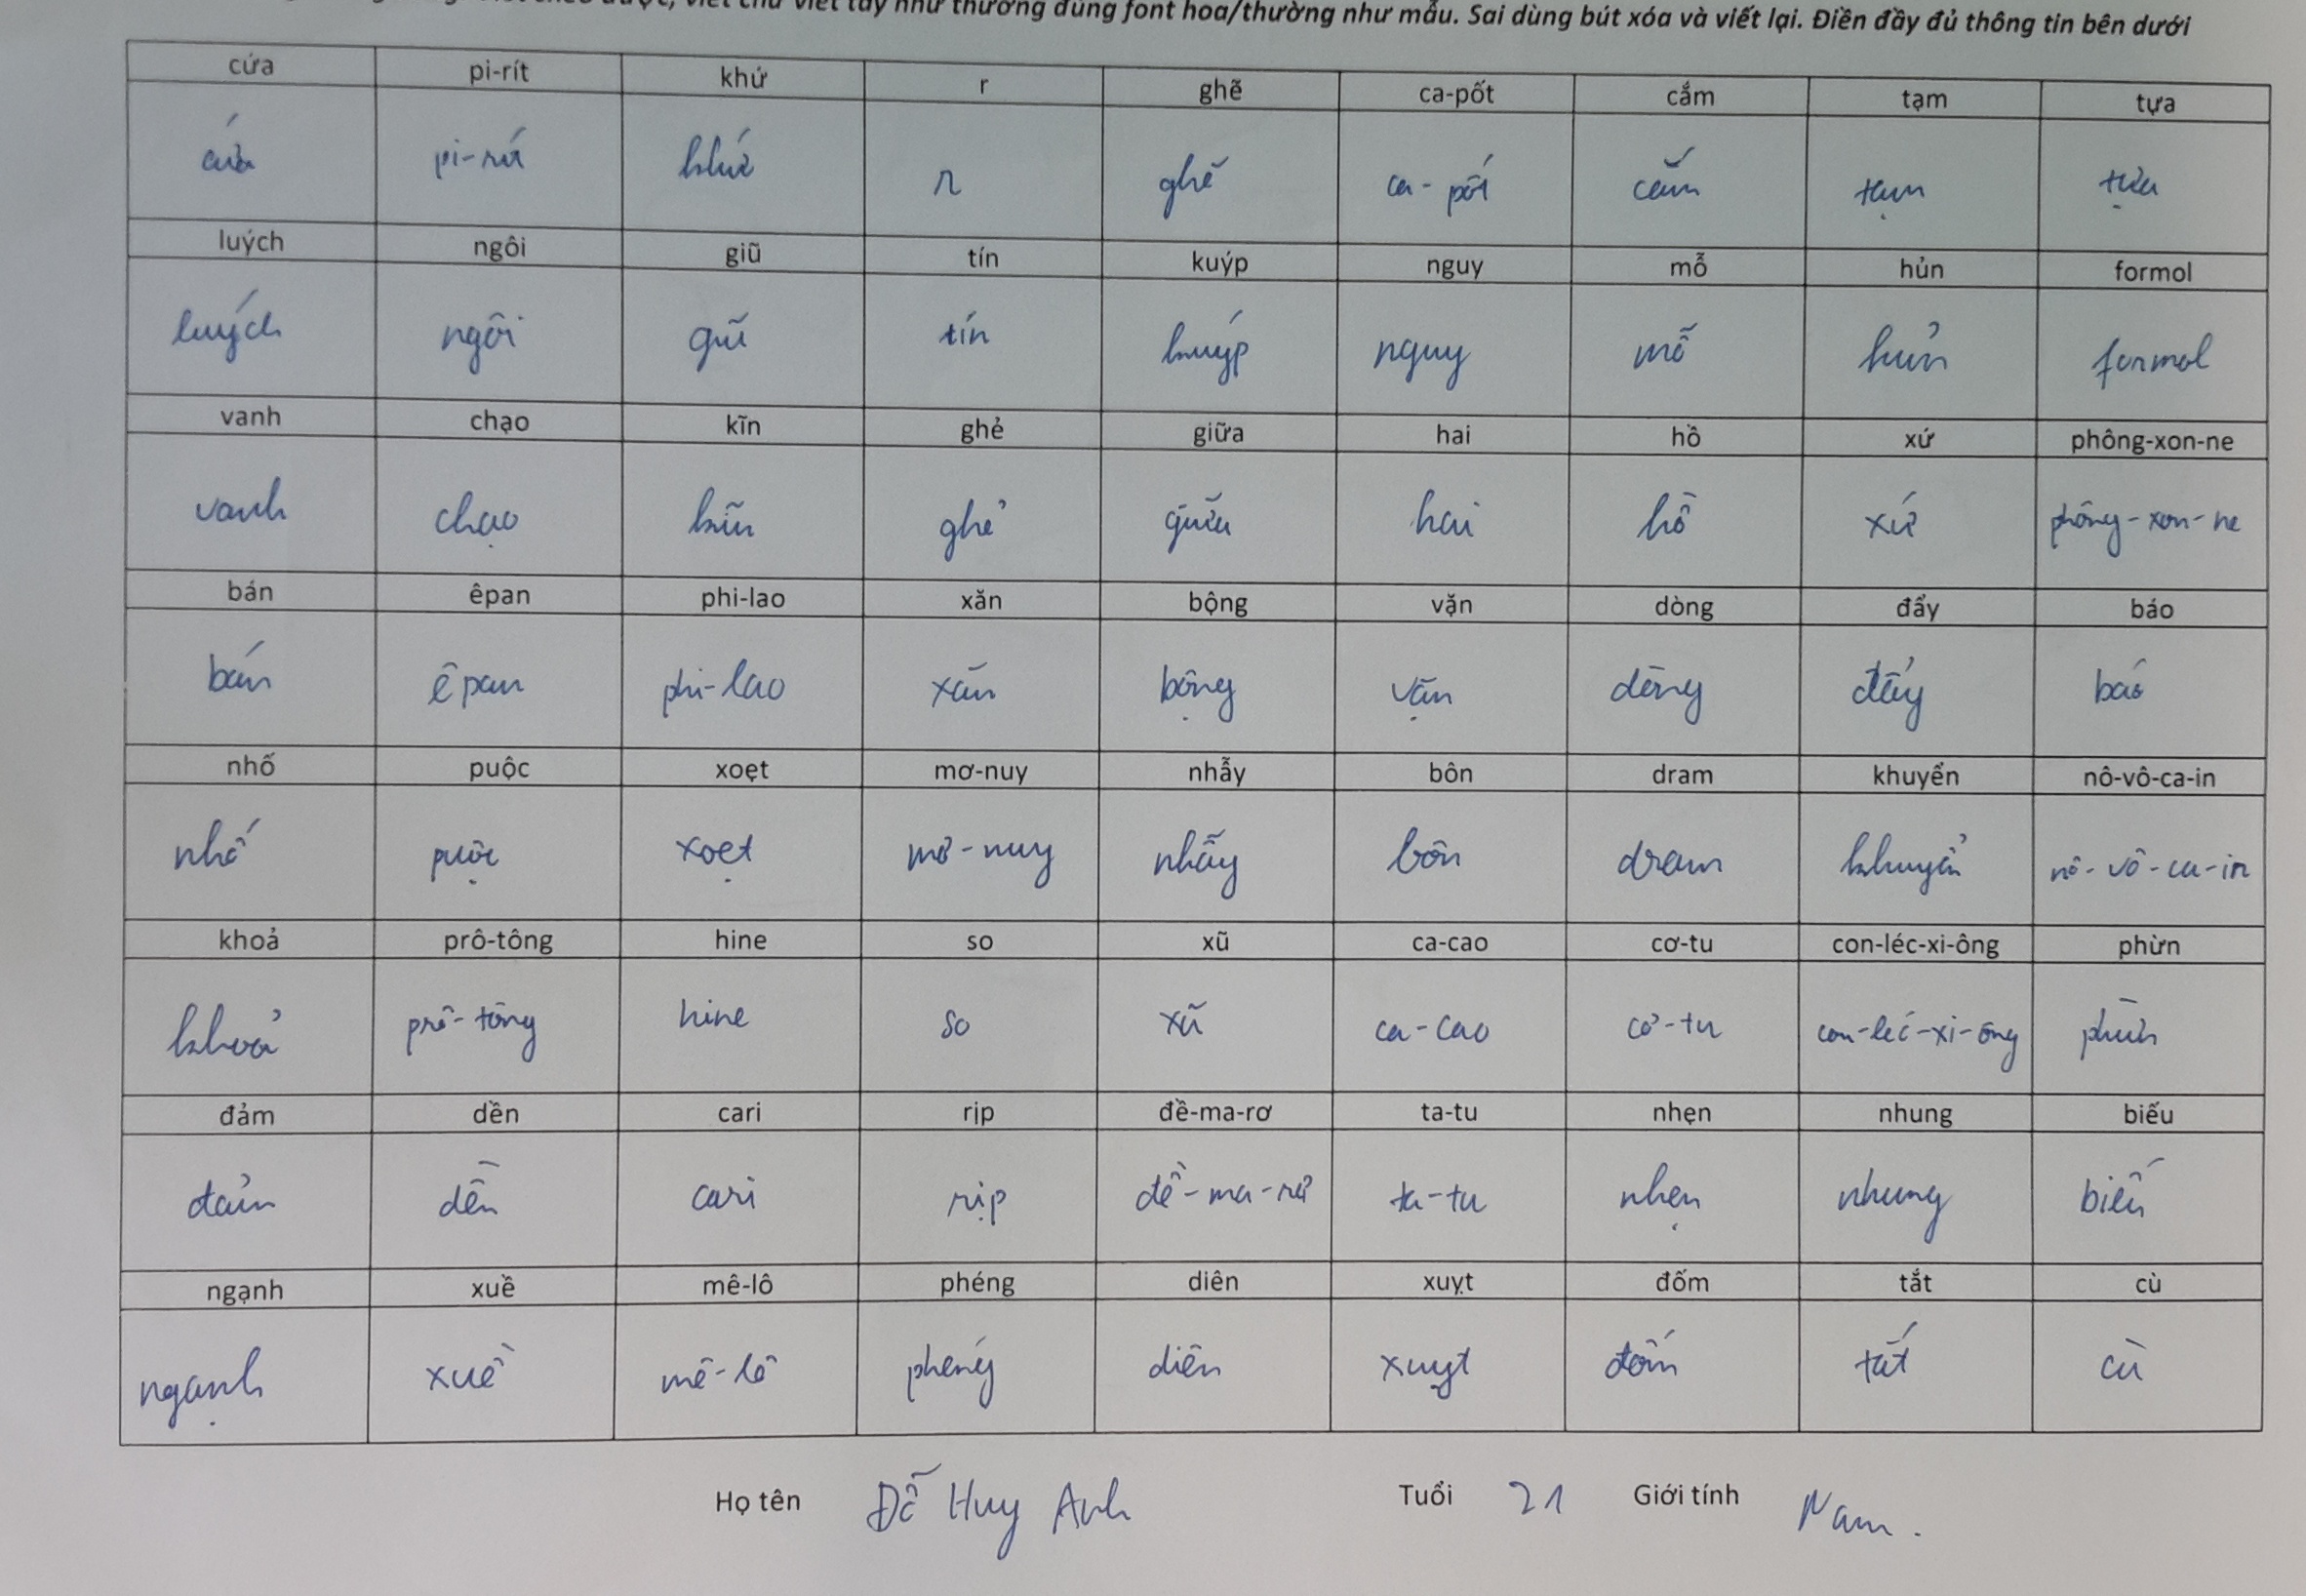 như thường đúng font hoa/thường như mẫu. Sai dùng bút xóa và viết lại. Điền đầy đủ thông tin bên dưới
cứa pi-rít khứ r ghẽ ca-pốt cắm tạm tựa
cứa pi-rít khứ r ghẽ ca-pốt cắm tạm tựa
luých ngôi giũ tín kuýp nguy mỗ hủn formol
luých ngôi giũ tín kuýp nguy mỗ hủn formol
vanh chạo kĩn ghẻ giữa hai hồ xứ phông-xon-ne
vanh chạo kĩn ghẻ giữa hai hồ xứ phông-xon-ne
bán êpan phi-lao xăn bộng vặn dòng đẩy báo
bán êpan phi-lao xăn bộng vặn dòng đẩy báo
nhố puộc xoẹt mơ-nuy nhẫy bôn dram khuyển nô-vô-ca-in
nhố puộc xoẹt mơ-nuy nhẫy bôn dram khuyển nô-vô-ca-in
khoả prô-tông hine so xũ ca-cao cơ-tu con-léc-xi-ông phừn
khoả prô-tông hine so xũ ca-cao cơ-tu con-léc-xi-ông phừn
đảm dền cari rịp đề-ma-rơ ta-tu nhẹn nhung biếu
đảm dền cari rịp đề-ma-rơ ta-tu nhẹn nhung biếu
ngạnh xuề mê-lô phéng diên xuỵt đốm tắt cù
ngạnh xuề mê-lô phéng diên xuỵt đốm tắt cù
Họ tên Đỗ Huy Anh Tuổi 21 Giới tính Nam.